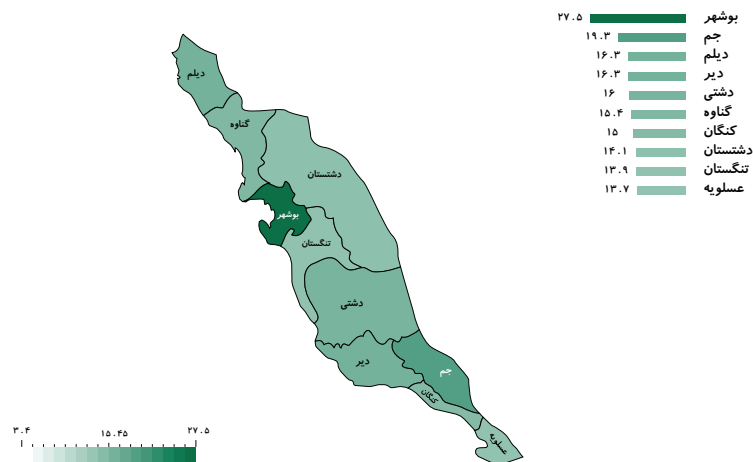 بوشهر ۲۷.۵
جم ۱۹.۳
دیلم ۱۶.۳
دیر ۱۶.۳
دشتی ۱۶
گناوه ۱۵.۴
کنگان ۱۵
دشتستان ۱۴.۱
تنگستان ۱۳.۹
عسلویه ۱۳.۷
دیلم
گناوه
دشتستان
بوشهر
تنگستان
دشتی
دیر
جم
کنگان
عسلویه
۳.۴ ۱۵.۴۵ ۲۷.۵